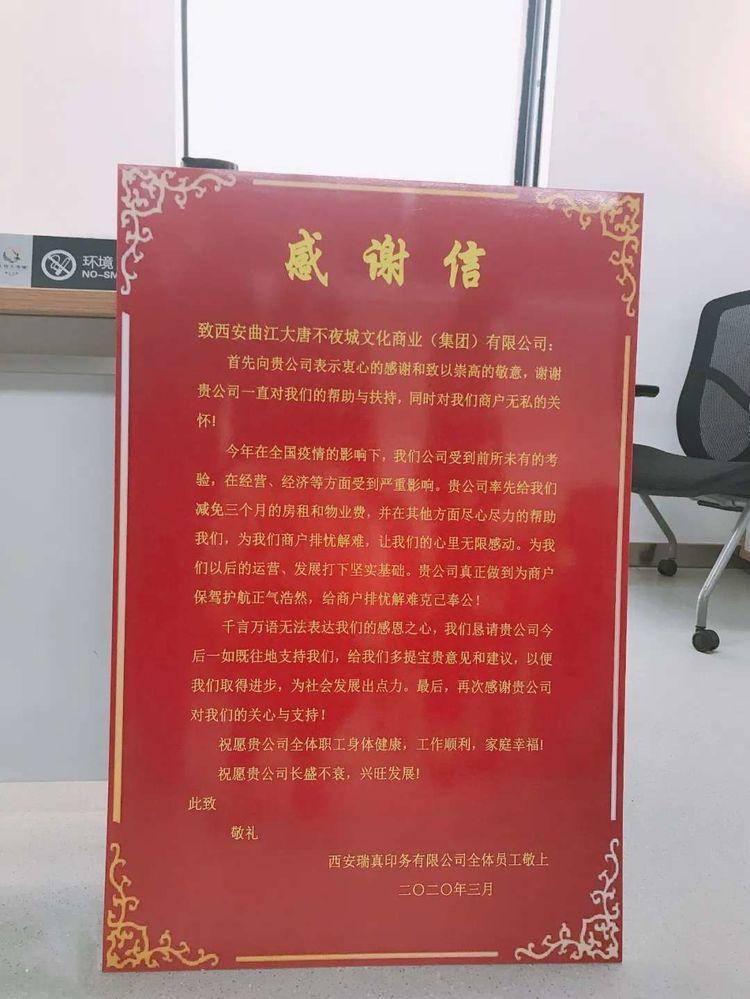 环境
NO-SM
感谢信
致西安曲江大唐不夜城文化商业（集团）有限公司：
首先向贵公司表示衷心的感谢和致以崇高的敬意，谢谢
贵公司一直对我们的帮助与扶持，同时对我们商户无私的关
怀！
今年在全国疫情的影响下，我们公司受到前所未有的考
验，在经营、经济等方面受到严重影响。贵公司率先给我们
减免三个月的房租和物业费，并在其他方面尽心尽力的帮助
我们，为我们商户排忧解难，让我们的心里无限感动。为我
们以后的运营、发展打下坚实基础。贵公司真正做到为商户
保驾护航正气浩然，给商户排忧解难克己奉公！
千言万语无法表达我们的感恩之心，我们恳请贵公司今
后一如既往地支持我们，给我们多提宝贵意见和建议，以便
我们取得进步，为社会发展出点力。最后，再次感谢贵公司
对我们的关心与支持！
祝愿贵公司全体职工身体健康，工作顺利，家庭幸福！
祝愿贵公司长盛不衰，兴旺发展！
此致
敬礼
西安瑞真印务有限公司全体员工敬上
二〇二〇年三月